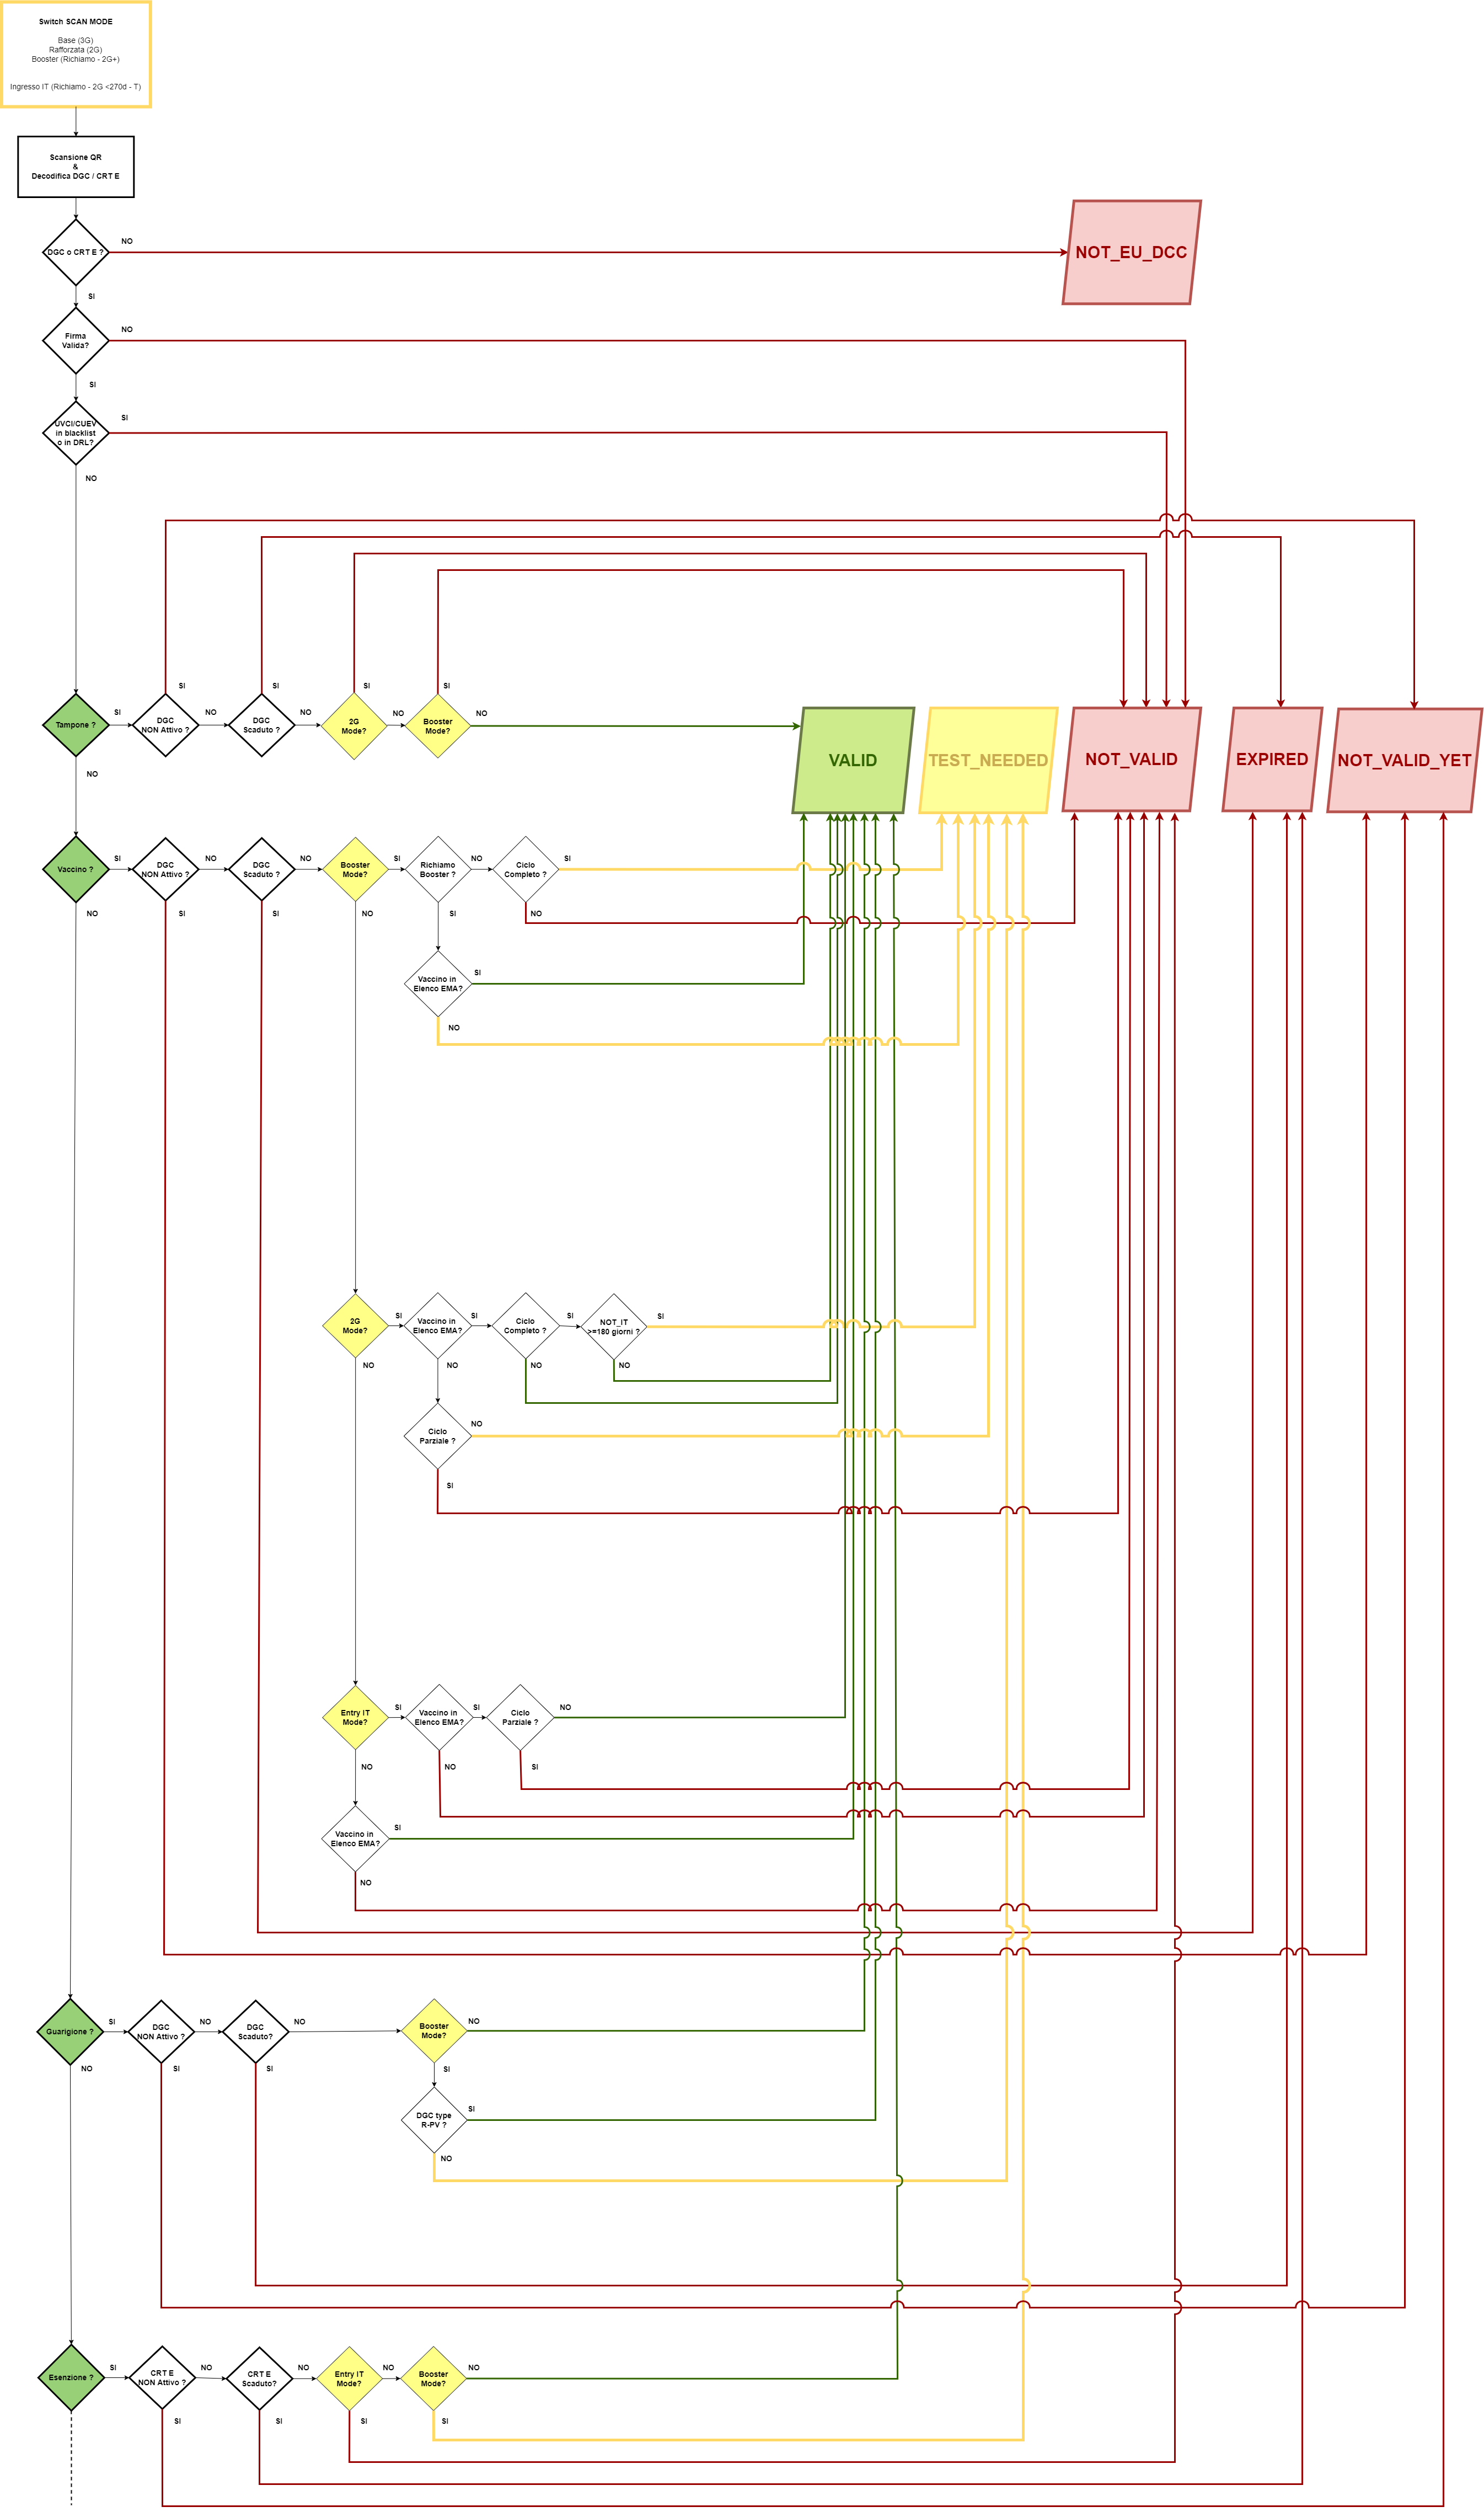 Switch SCAN MODE
Base (3G)
Rafforzata (2G)
Booster (Richiamo - 2G+)
Ingresso IT (Richiamo - 2G <270d - T)
Scansione QR
&
Decodifica DGC / CRT E
DGC o CRT E ?
NO
NOT_EU_DCC
SI
Firma
Valida?
NO
SI
UVCI/CUEV
in blacklist
o in DRL?
SI
NO
Tampone ?
SI
DGC
NON Attivo ?
SI
NO
DGC
Scaduto ?
SI
NO
2G
Mode?
SI
NO
Booster
Mode?
SI
NO
VALID
TEST_NEEDED
NOT_VALID
EXPIRED
NOT_VALID_YET
NO
Vaccino ?
SI
DGC
NON Attivo ?
NO
DGC
Scaduto ?
NO
Booster
Mode?
SI
Richiamo
Booster ?
NO
Ciclo
Completo ?
SI
NO
SI
SI
NO
SI
NO
Vaccino in
Elenco EMA?
SI
NO
2G
Mode?
SI
Vaccino in
Elenco EMA?
SI
Ciclo
Completo ?
SI
NOT_IT
>=180 giorni ?
SI
NO
NO
NO
NO
Ciclo
Parziale ?
NO
SI
Entry IT
Mode?
SI
Vaccino in
Elenco EMA?
SI
Ciclo
Parziale ?
NO
NO
NO
SI
Vaccino in
Elenco EMA?
SI
NO
Guarigione ?
SI
DGC
NON Attivo ?
NO
DGC
Scaduto?
NO
Booster
Mode?
NO
NO
SI
SI
SI
DGC type
R-PV ?
SI
NO
Esenzione ?
SI
CRT E
NON Attivo ?
NO
CRT E
Scaduto?
NO
Entry IT
Mode?
NO
Booster
Mode?
NO
SI
SI
SI
SI